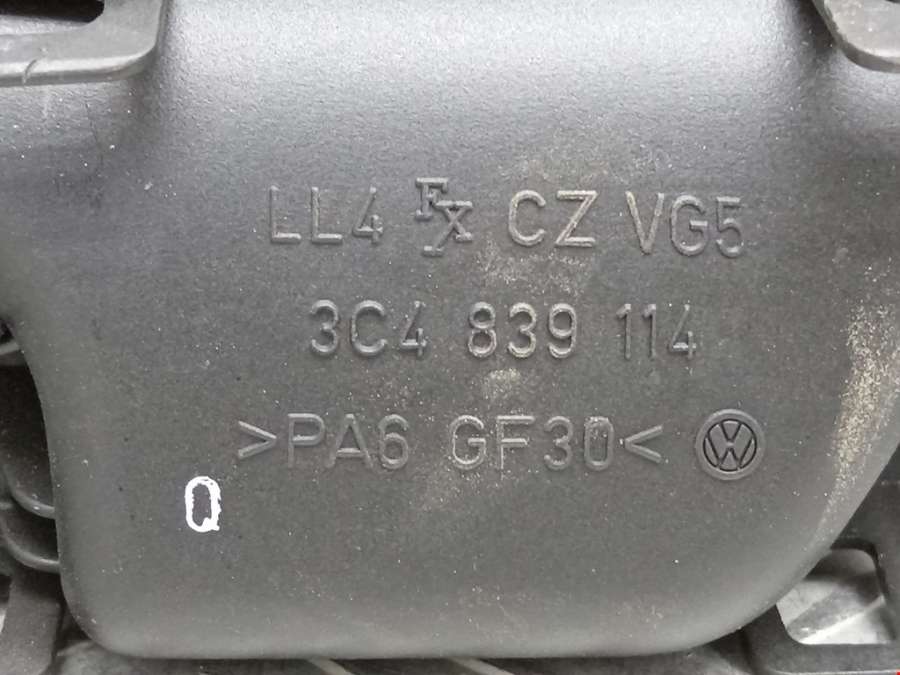 LL4 FX CZ VG5
3C4 839 114
>PA6 GF30<
Q